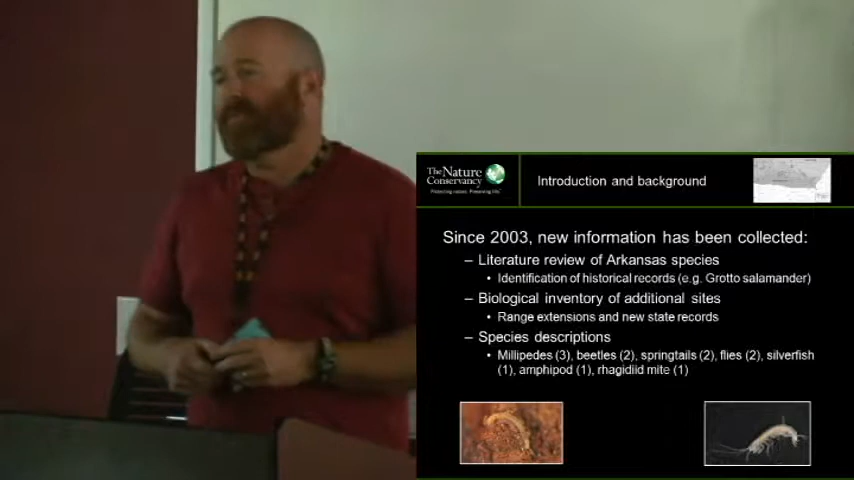 The Nature
Conservancy
Protecting nature. Preserving life.
Introduction and background
Since 2003, new information has been collected:
– Literature review of Arkansas species
• Identification of historical records (e.g. Grotto salamander)
– Biological inventory of additional sites
• Range extensions and new state records
– Species descriptions
• Millipedes (3), beetles (2), springtails (2), flies (2), silverfish
(1), amphipod (1), rhagidiid mite (1)